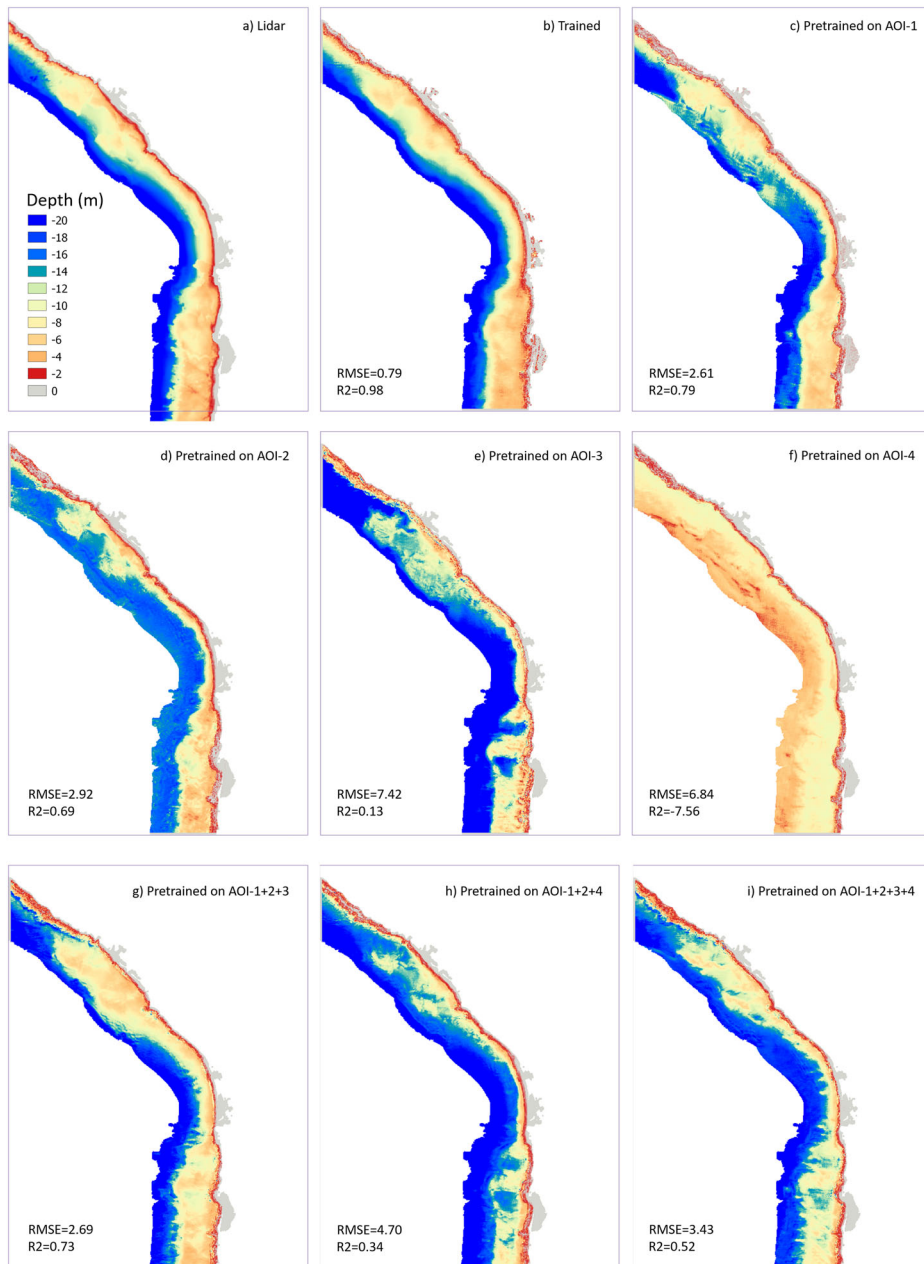 a) Lidar
b) Trained
c) Pretrained on AOI-1
Depth (m)
-20
-18
-16
-14
-12
-10
-8
-6
-4
-2
0
RMSE=0.79
R2=0.98
RMSE=2.61
R2=0.79
d) Pretrained on AOI-2
e) Pretrained on AOI-3
f) Pretrained on AOI-4
RMSE=2.92
R2=0.69
RMSE=7.42
R2=0.13
RMSE=6.84
R2=-7.56
g) Pretrained on AOI-1+2+3
h) Pretrained on AOI-1+2+4
i) Pretrained on AOI-1+2+3+4
RMSE=2.69
R2=0.73
RMSE=4.70
R2=0.34
RMSE=3.43
R2=0.52